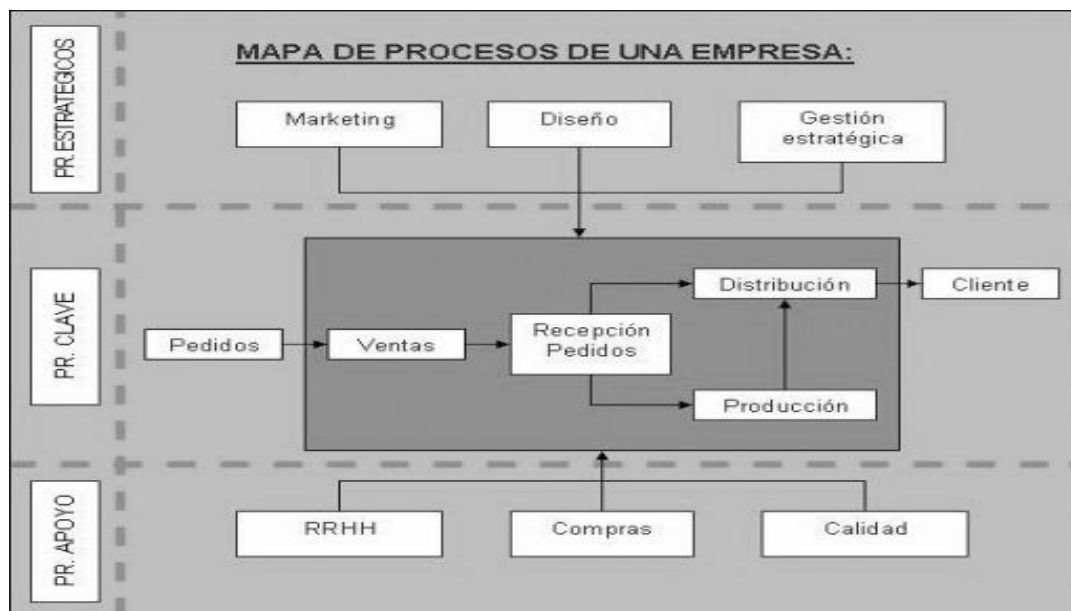 PR.ESTRATEGICOS
MAPA DE PROCESOS DE UNA EMPRESA:
Marketing
Diseño
Gestión
estratégica
PR. CLAVE
Pedidos
Ventas
Recepción
Pedidos
Distribución
Cliente
Producción
PR. APOYO
RRHH
Compras
Calidad